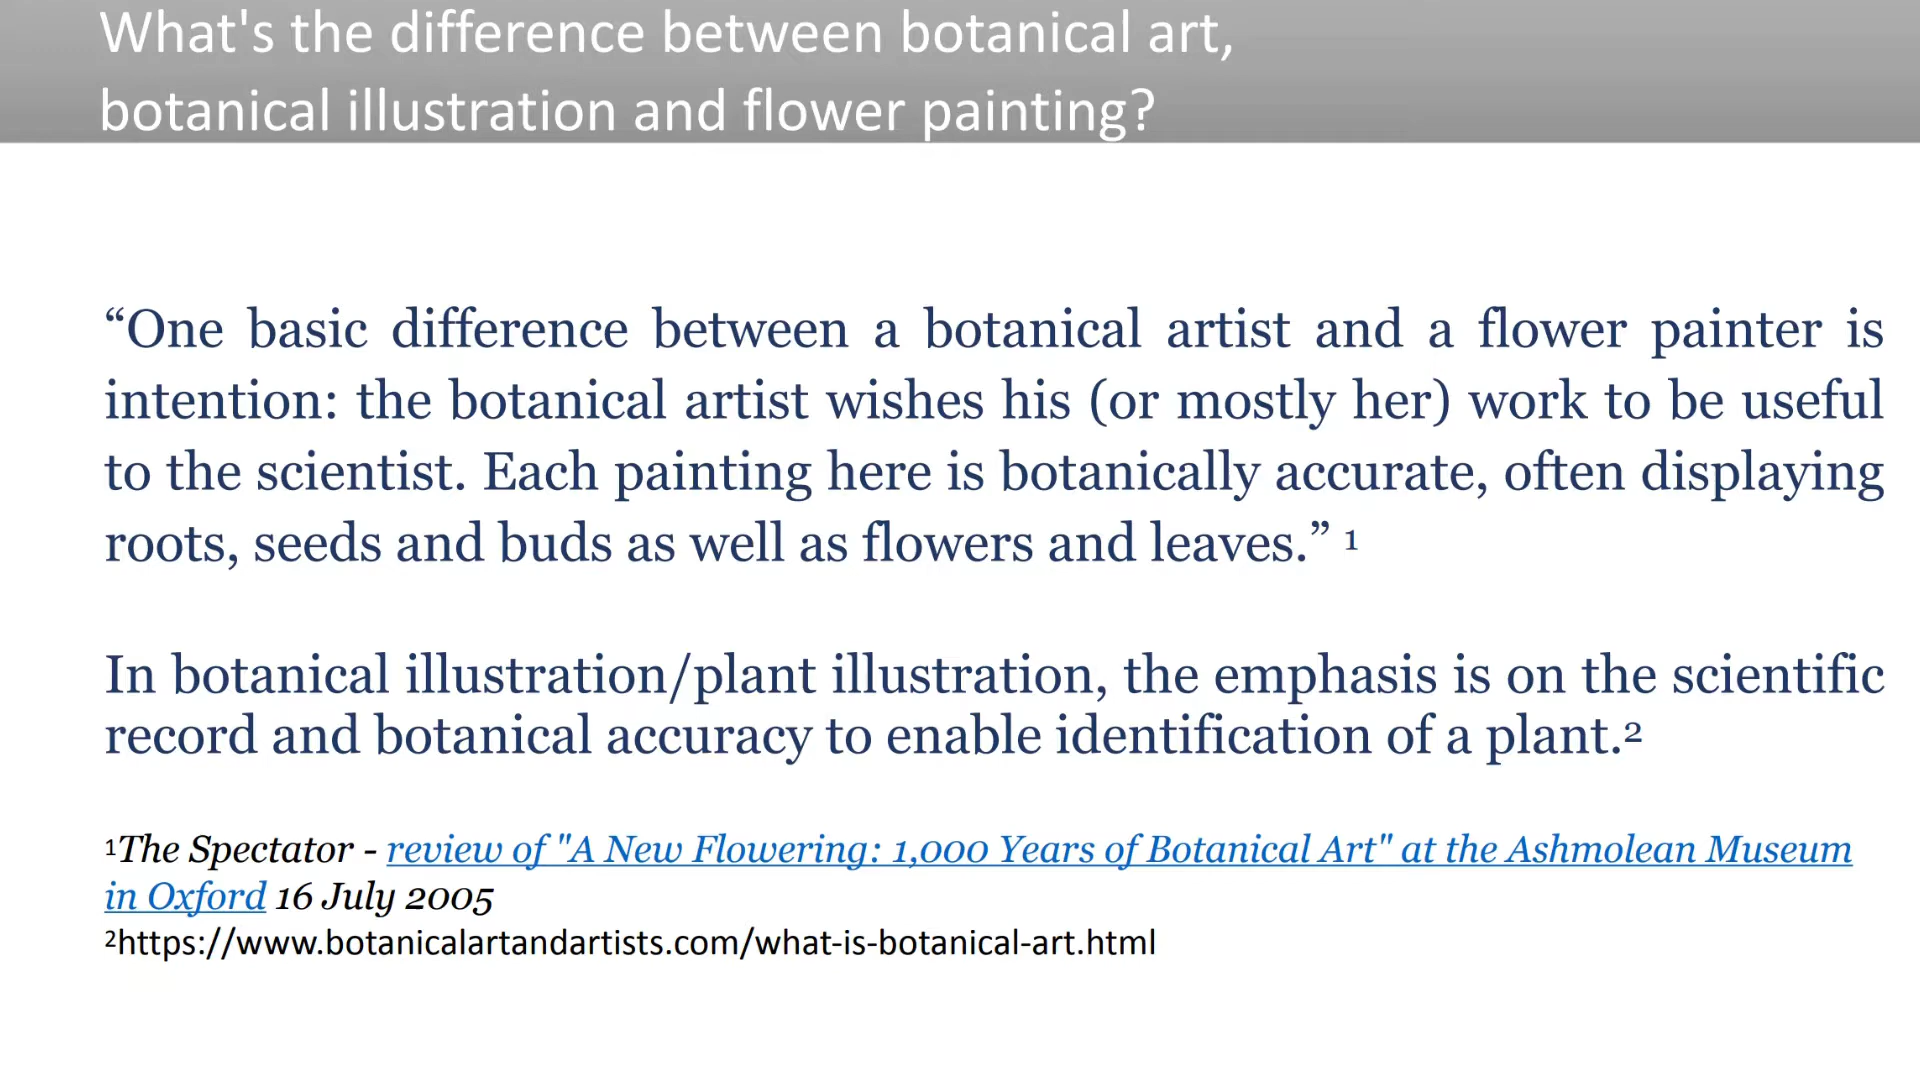 What's the difference between botanical art,
botanical illustration and flower painting?
“One basic difference between a botanical artist and a flower painter is
intention: the botanical artist wishes his (or mostly her) work to be useful
to the scientist. Each painting here is botanically accurate, often displaying
roots, seeds and buds as well as flowers and leaves.” 1
In botanical illustration/plant illustration, the emphasis is on the scientific
record and botanical accuracy to enable identification of a plant.2
1The Spectator - review of "A New Flowering: 1,000 Years of Botanical Art" at the Ashmolean Museum
in Oxford 16 July 2005
2https://www.botanicalartandartists.com/what-is-botanical-art.html